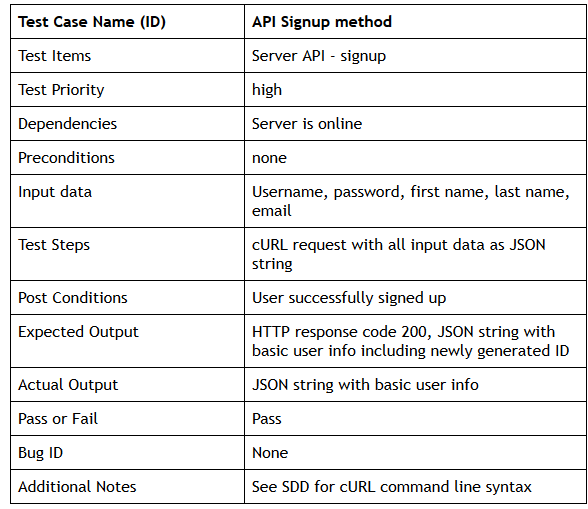 Test Case Name (ID) API Signup method
Test Items Server API - signup
Test Priority high
Dependencies Server is online
Preconditions none
Input data Username, password, first name, last name,
email
Test Steps cURL request with all input data as JSON
string
Post Conditions User successfully signed up
Expected Output HTTP response code 200, JSON string with
basic user info including newly generated ID
Actual Output JSON string with basic user info
Pass or Fail Pass
Bug ID None
Additional Notes See SDD for cURL command line syntax